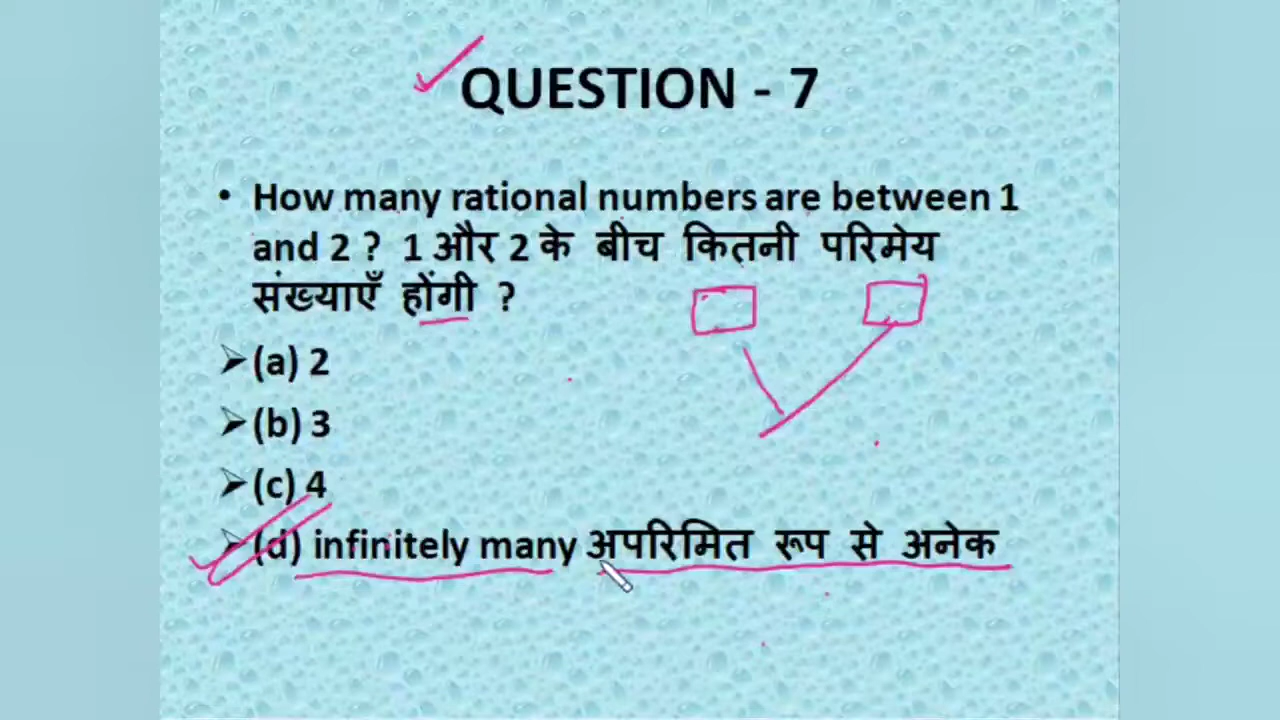 QUESTION - 7
• How many rational numbers are between 1
and 2 ? 1 और 2 के बीच कितनी परिमेय
संख्याएँ होंगी ?
(a) 2
(b) 3
(c) 4
(d) infinitely many अपरिमित रूप से अनेक